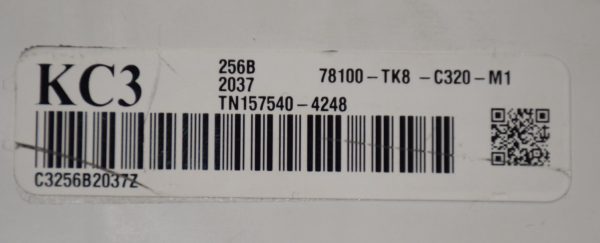 KC3
256B
2037 78100-TK8-C320-M1
TN157540-4248
C3256B2037Z